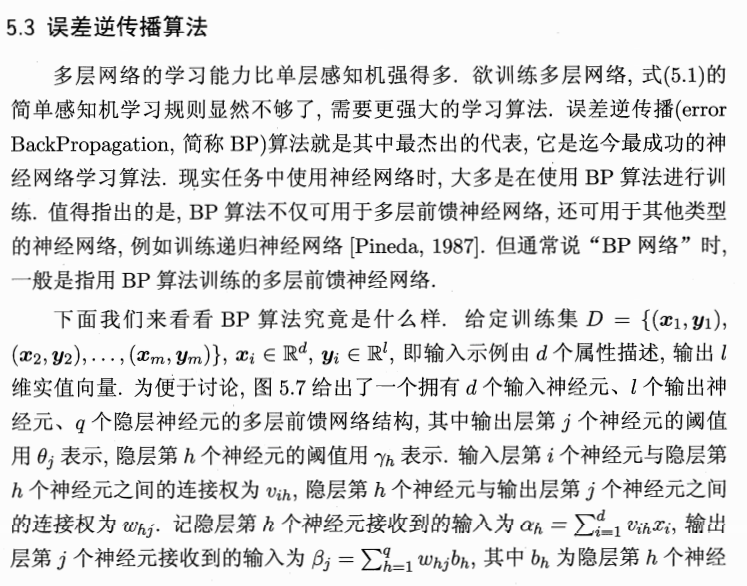 5.3 误差逆传播算法
多层网络的学习能力比单层感知机强得多. 欲训练多层网络, 式(5.1)的
简单感知机学习规则显然不够了, 需要更强大的学习算法. 误差逆传播(error
BackPropagation, 简称 BP)算法就是其中最杰出的代表, 它是迄今最成功的神
经网络学习算法. 现实任务中使用神经网络时, 大多是在使用 BP 算法进行训
练. 值得指出的是, BP 算法不仅可用于多层前馈神经网络, 还可用于其他类型
的神经网络, 例如训练递归神经网络 [Pineda, 1987]. 但通常说 “BP 网络” 时,
一般是指用 BP 算法训练的多层前馈神经网络.
下面我们来看看 BP 算法究竟是什么样. 给定训练集 D = {(x₁, y₁),
(x₂, y₂), . . . , (xₘ, yₘ)}, xᵢ ∈ ℝᵈ, yᵢ ∈ ℝˡ, 即输入示例由 d 个属性描述, 输出 l
维实值向量. 为便于讨论, 图 5.7 给出了一个拥有 d 个输入神经元、l 个输出神
经元、q 个隐层神经元的多层前馈网络结构, 其中输出层第 j 个神经元的阈值
用 θⱼ 表示, 隐层第 h 个神经元的阈值用 γₕ 表示. 输入层第 i 个神经元与隐层第
h 个神经元之间的连接权为 vᵢₕ, 隐层第 h 个神经元与输出层第 j 个神经元之间
的连接权为 wₕⱼ. 记隐层第 h 个神经元接收到的输入为 αₕ = ∑ᵢ₌₁ᵈ vᵢₕxᵢ, 输出
层第 j 个神经元接收到的输入为 βⱼ = ∑ₕ₌₁^q wₕⱼbₕ, 其中 bₕ 为隐层第 h 个神经